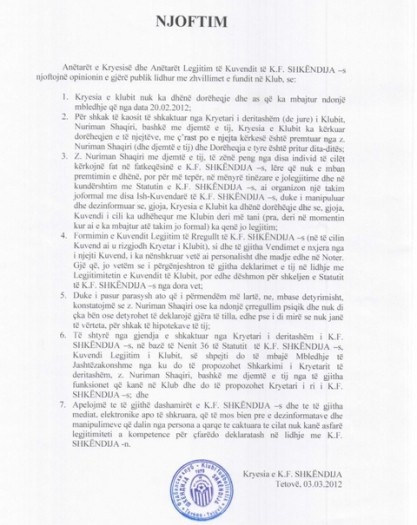 NJOFTIM
Anëtarët e Kryesisë dhe Anëtarët Legjitim të Kuvendit të K.F. SHKËNDIJA –s
njoftojnë opinionin e gjërë publik lidhur me zhvillimet e fundit në Klub, se:
1. Kryesia e klubit nuk ka dhënë dorëheqje dhe as që ka mbajtur ndonjë
mbledhje që nga data 20.02.2012;
2. Për shkak të kaosit të shkaktuar nga Kryetari i deritashëm (de jure) i Klubit,
Nuriman Shaqiri, bashkë me djemtë e tij, Kryesia e Klubit ka kërkuar
dorëheqjen e të njejtëve, me ç'rast po e njejta kërkesë është premtuar nga z.
Nuriman Shaqiri (dhe djemtë e tij) dhe Dorëheqja e tyre është pritur dita-ditës;
3. Z. Nuriman Shaqiri me djemtë e tij, të zënë peng nga disa individ të cilët
kërkojnë fat në fatkeqësinë e K.F. SHKËNDIJA –s, lëre që nuk e mban
premtimin e dhënë, por për më tepër, në mënyrë tinëzare e jolegjitime dhe në
kundërshtim me Statutin e K.F. SHKËNDIJA –s, ai organizon një takim
joformal me disa Ish-Kuvendarë të K.F. SHKËNDIJA –s, duke i manipuluar
dhe dezinformuar se, gjoja, Kryesia e Klubit ka dhënë dorëheqje dhe se, gjoja,
Kuvendi i cili ka udhëhequr me Klubin deri më tani (pra, deri në momentin
kur ai e ka mbajtur atë takim jo formal) ka qenë jo legjitim;
4. Formimin e Kuvendit Legjitim të Rregullt të K.F. SHKËNDIJA –s (në të cilin
Kuvend ai u rizgjodh Kryetar i Klubit), si dhe të gjitha Vendimet e nxjera nga
i njejti Kuvend, i ka nënshkruar vetë ai personalisht dhe madje edhe në Noter.
Gjë që, jo vetëm se i përgënjeshtron të gjitha deklarimet e tij në lidhje me
Legjitimitetin e Kuvendit të Klubit, por edhe dëshmon për shkeljen e Statutit
të K.F. SHKËNDIJA –s nga dora vet;
5. Duke i pasur parasysh ato që i përmendëm më lartë, ne, mbase detyrimisht,
konstatojmë se z. Nuriman Shaqiri ose ka ndonjë çrregullim psiqik dhe nuk di
çka bën ose detyrohet të deklarojë gjëra të tilla, edhe pse i di mirë se nuk janë
të vërteta, për shkak të hipotekave të tij;
6. Të shtyrë nga gjendja e shkaktuar nga Kryetari i deritashëm i K.F.
SHKËNDIJA –s, në bazë të Nenit 36 të Statutit të K.F. SHKËNDIJA –s,
Kuvendi Legjitim i Klubit, së shpejti do të mbajë Mbledhje të
Jashtëzakonshme nga ku do të propozohet Shkarkimi i Kryetarit të
deritashëm, z. Nuriman Shaqiri, bashkë me djemtë e tij nga të gjitha
funksionet që kanë në Klub dhe do të propozohet Kryetari i ri i K.F.
SHKËNDIJA –s; dhe
7. Apelojmë te të gjithë dashamirët e K.F. SHKËNDIJA –s dhe te të gjitha
mediat, elektronike apo të shkruara, që të mos bien pre e dezinformatave dhe
manipulimeve që dalin nga persona a qarqe te caktuara te cilat nuk kanë asfarë
legjitimiteti a kompetence për çfarëdo deklaratash në lidhje me K.F.
SHKËNDIJA -n.
Kryesia e K.F. SHKËNDIJA
Tetovë, 03.03.2012